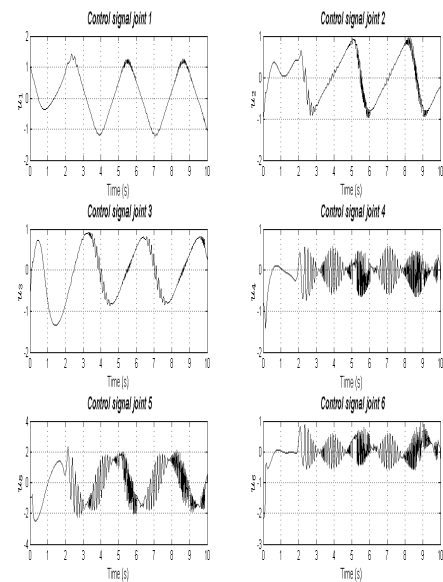 Control signal joint 1
2
1
0
-1
-2
u1
0 1 2 3 4 5 6 7 8 9 10
Time (s)
Control signal joint 2
1
0
-1
-2
u2
0 1 2 3 4 5 6 7 8 9 10
Time (s)
Control signal joint 3
1
0
-1
-2
u3
0 1 2 3 4 5 6 7 8 9 10
Time (s)
Control signal joint 4
1
0
-1
-2
u4
0 1 2 3 4 5 6 7 8 9 10
Time (s)
Control signal joint 5
4
2
0
-2
-4
u5
0 1 2 3 4 5 6 7 8 9 10
Time (s)
Control signal joint 6
1
0
-1
-2
-3
u6
0 1 2 3 4 5 6 7 8 9 10
Time (s)